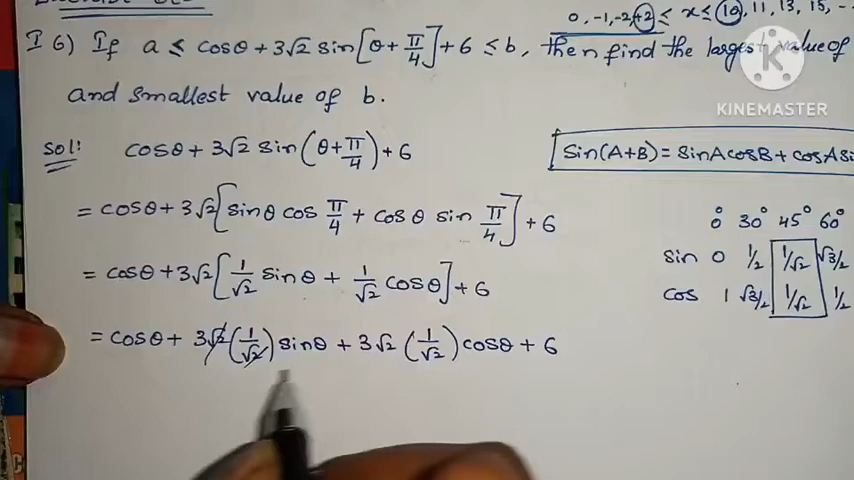 0, -1, -2, +2 ≤ x ≤ 10, 11, 13, 15, -
I 6) If a ≤ cosθ + 3√2 sin[θ + π/4] + 6 ≤ b, then find the largest value of
and smallest value of b.
KINEMASTER
Sol: cosθ + 3√2 sin(θ + π/4) + 6
Sin(A+B) = sinA cosB + cosA si
= cosθ + 3√2[sinθ cos π/4 + cosθ sin π/4] + 6
0° 30° 45° 60°
sin 0 1/2 1/√2 √3/2
= cosθ + 3√2[1/√2 sinθ + 1/√2 cosθ] + 6
cos 1 √3/2 1/√2 1/2
= cosθ + 3√2(1/√2) sinθ + 3√2 (1/√2) cosθ + 6